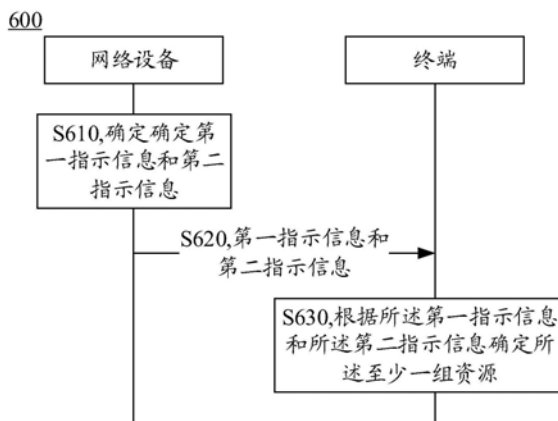 600
网络设备
终端
S610,确定确定第
一指示信息和第二
指示信息
S620,第一指示信息和
第二指示信息
S630,根据所述第一指示信息
和所述第二指示信息确定所
述至少一组资源